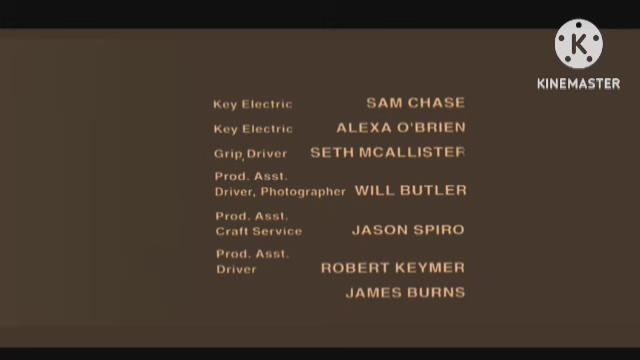 KINEMASTER
Key Electric SAM CHASE
Key Electric ALEXA O'BRIEN
Grip, Driver SETH MCALLISTER
Prod. Asst.
Driver, Photographer WILL BUTLER
Prod. Asst.
Craft Service JASON SPIRO
Prod. Asst.
Driver ROBERT KEYMER
JAMES BURNS